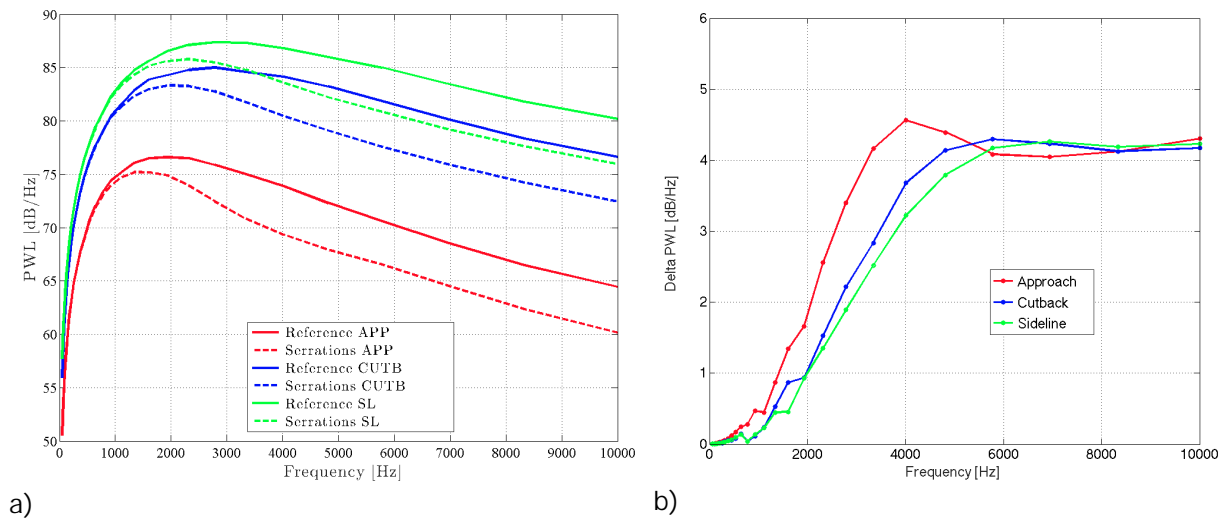 90
85
80
75
70
65
60
55
50
PWL [dB/Hz]
0 1000 2000 3000 4000 5000 6000 7000 8000 9000 10000
Frequency [Hz]
Reference APP
Serrations APP
Reference CUTB
Serrations CUTB
Reference SL
Serrations SL
a)
6
5
4
3
2
1
0
Delta PWL [dB/Hz]
0 2000 4000 6000 8000 10000
Frequency [Hz]
Approach
Cutback
Sideline
b)